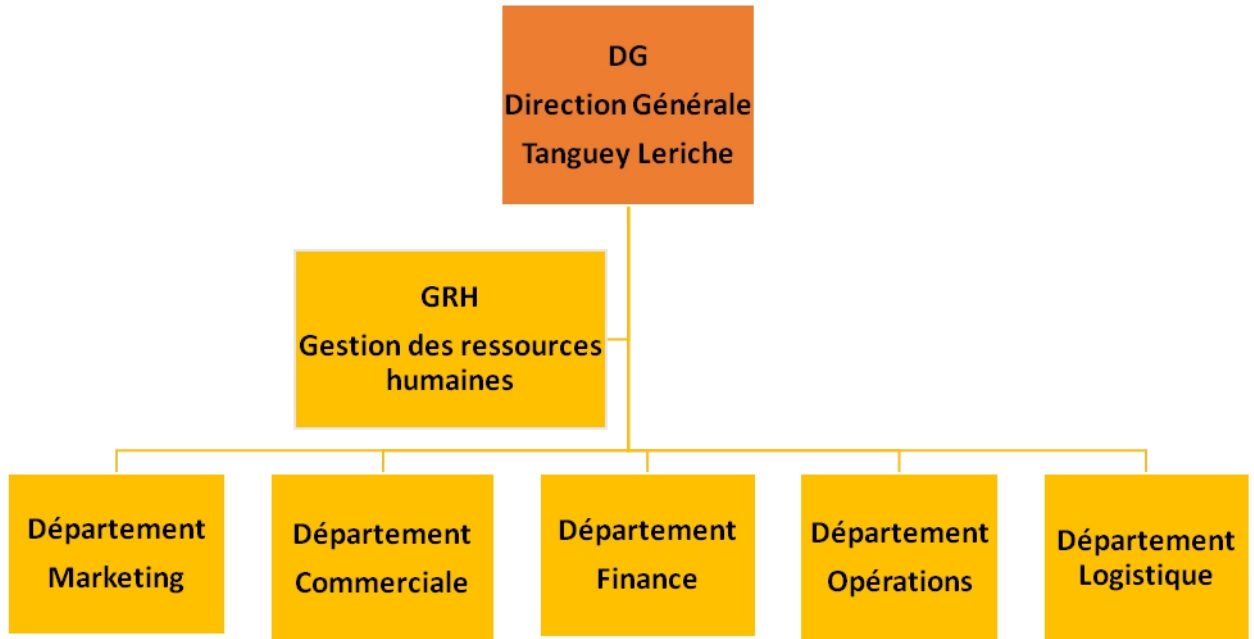 DG
Direction Générale
Tanguey Leriche
GRH
Gestion des ressources
humaines
Département
Marketing
Département
Commerciale
Département
Finance
Département
Opérations
Département
Logistique